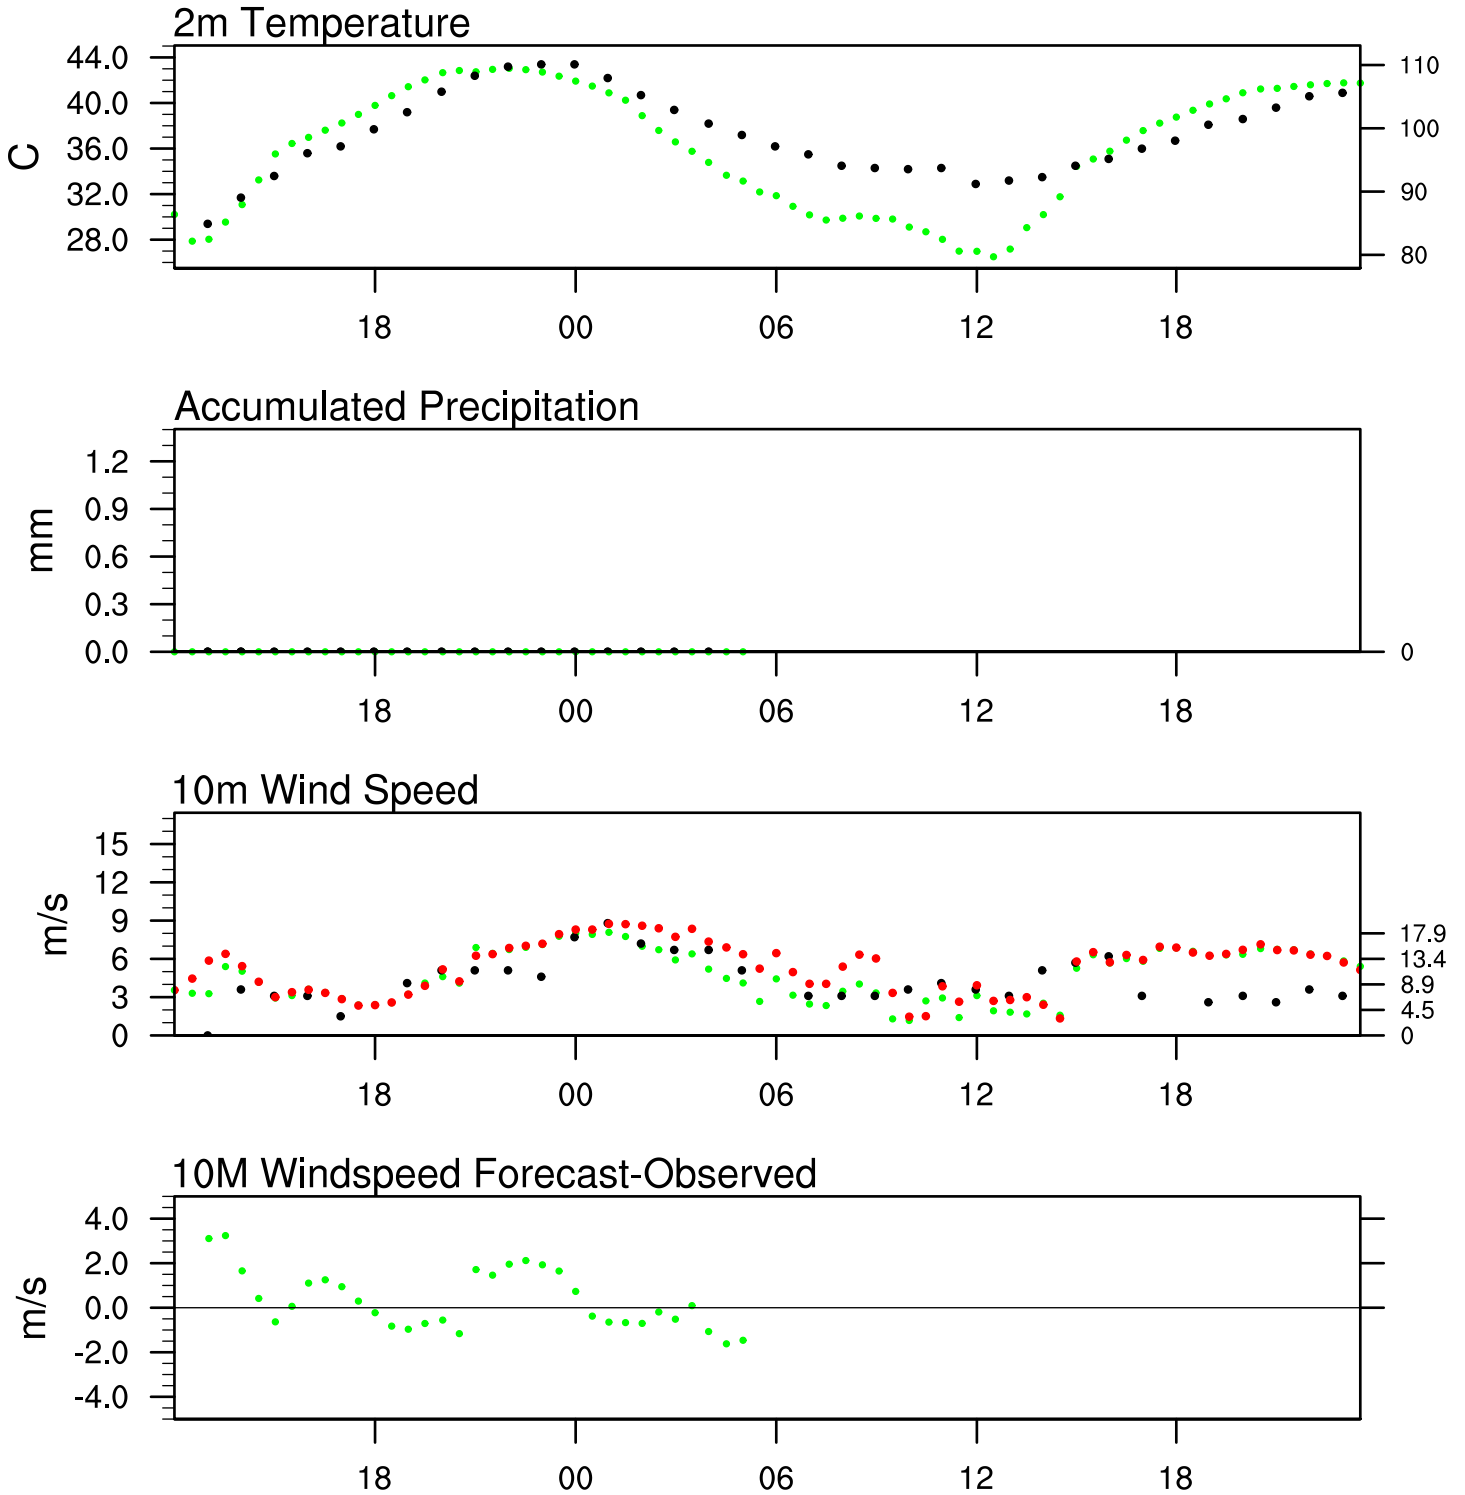 2m Temperature
44.0
40.0
36.0
32.0
28.0
C
110
100
90
80
18 00 06 12 18
Accumulated Precipitation
1.2
0.9
0.6
0.3
0.0
mm
0
18 00 06 12 18
10m Wind Speed
15
12
9
6
3
0
m/s
17.9
13.4
8.9
4.5
0
18 00 06 12 18
10M Windspeed Forecast-Observed
4.0
2.0
0.0
-2.0
-4.0
m/s
18 00 06 12 18